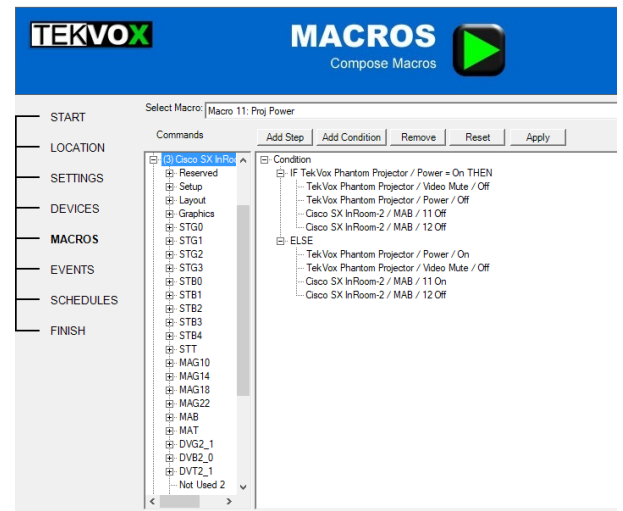 TEKVOX
MACROS
Compose Macros
START
LOCATION
SETTINGS
DEVICES
MACROS
EVENTS
SCHEDULES
FINISH
Select Macro: Macro 11: Proj Power
Commands
Add Step Add Condition Remove Reset Apply
(3) Cisco SX InRo
Reserved
Setup
Layout
Graphics
STG0
STG1
STG2
STG3
STB0
STB1
STB2
STB3
STB4
STT
MAG10
MAG14
MAG18
MAG22
MAB
MAT
DVG2_1
DVB2_0
DVT2_1
Not Used 2
Condition
IF TekVox Phantom Projector / Power = On THEN
TekVox Phantom Projector / Video Mute / Off
TekVox Phantom Projector / Power / Off
Cisco SX InRoom-2 / MAB / 11 Off
Cisco SX InRoom-2 / MAB / 12 Off
ELSE
TekVox Phantom Projector / Power / On
TekVox Phantom Projector / Video Mute / Off
Cisco SX InRoom-2 / MAB / 11 On
Cisco SX InRoom-2 / MAB / 12 Off